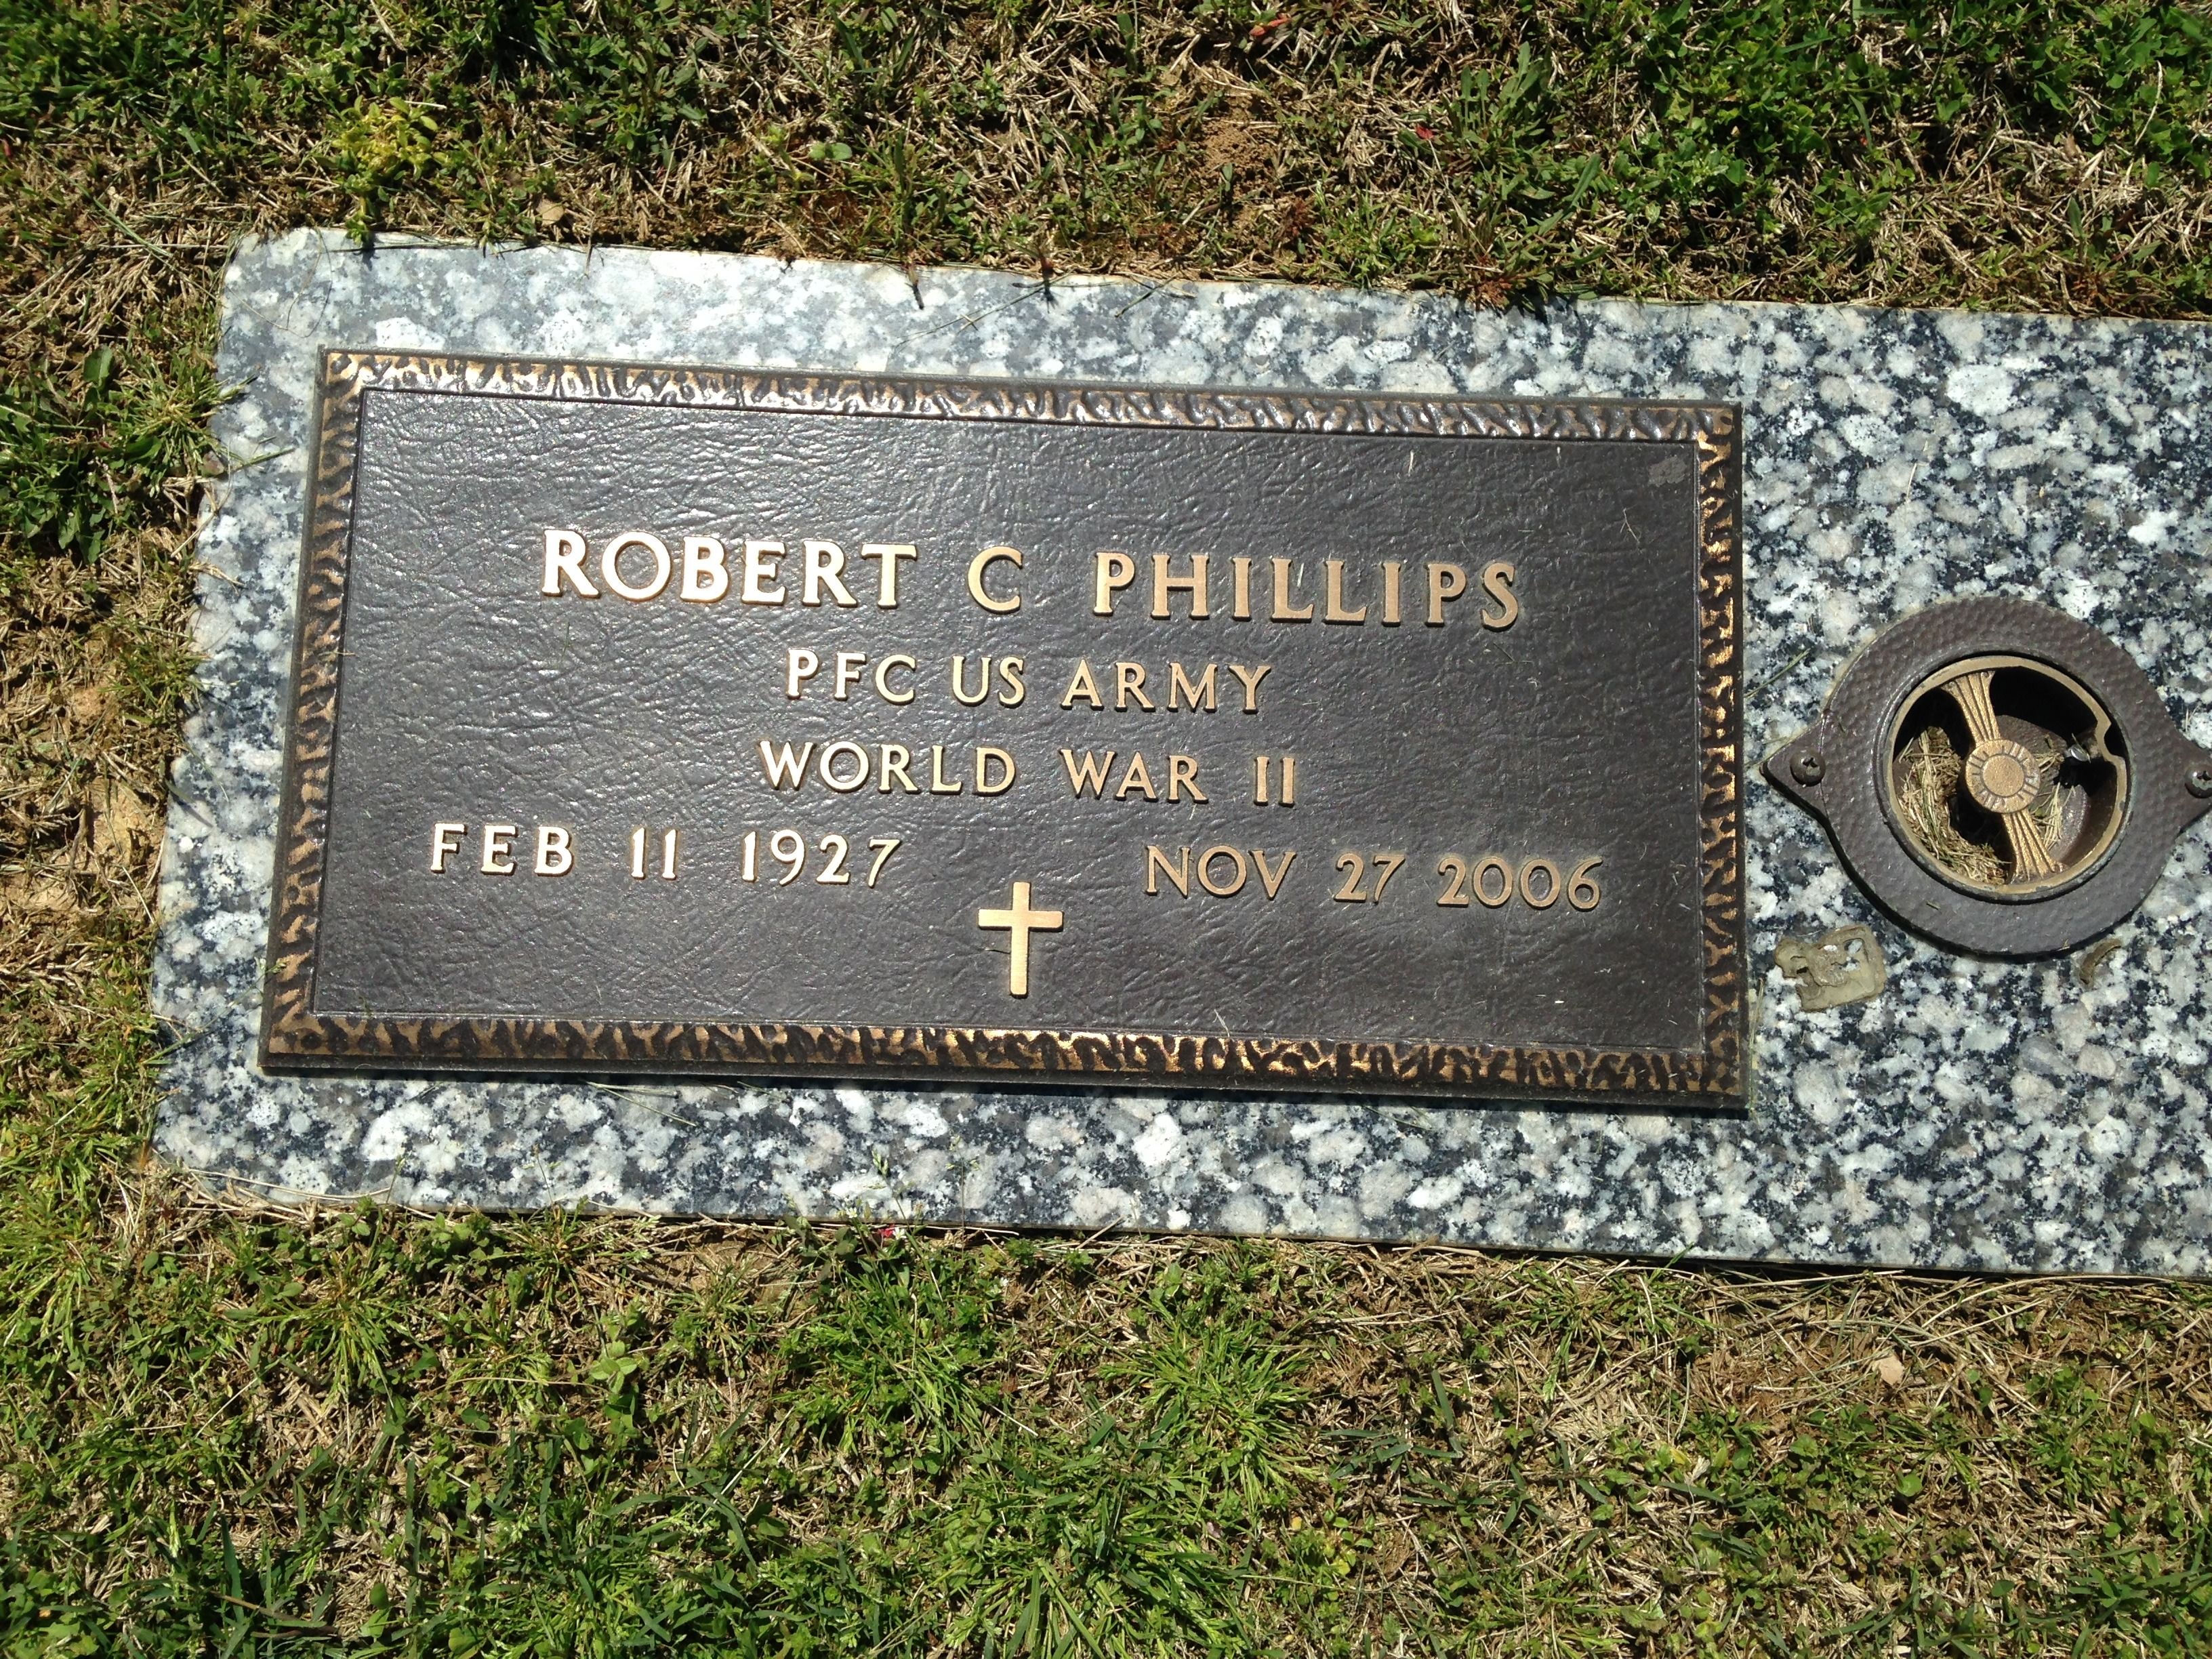 ROBERT C PHILLIPS
PFC US ARMY
WORLD WAR II
FEB 11 1927 NOV 27 2006